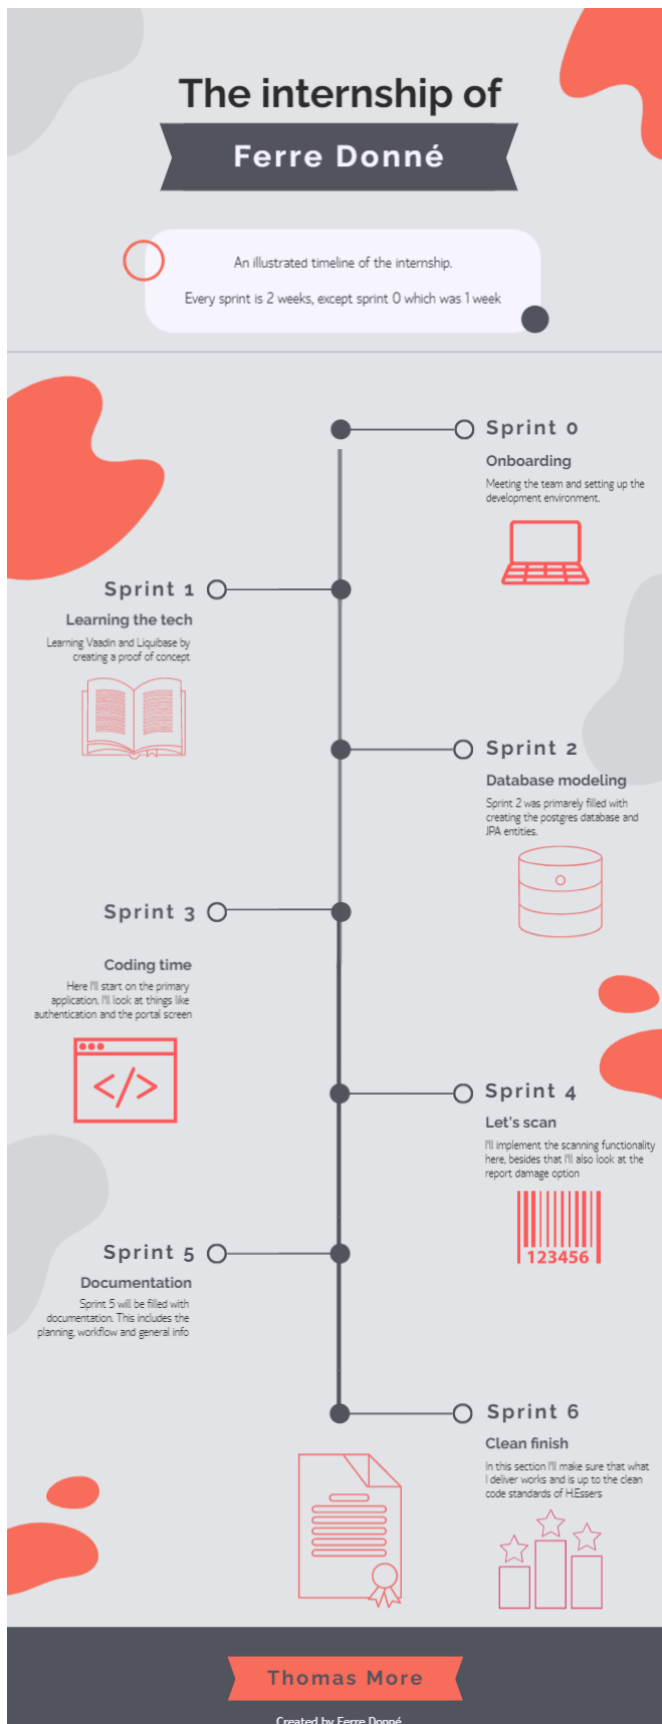 The internship of
Ferre Donné
An illustrated timeline of the internship.
Every sprint is 2 weeks, except sprint 0 which was 1 week
Sprint 0
Onboarding
Meeting the team and setting up the
development environment.
Sprint 1
Learning the tech
Learning Vaadin and Liquibase by
creating a proof of concept
Sprint 2
Database modeling
Sprint 2 was primarely filled with
creating the postgres database and
JPA entities.
Sprint 3
Coding time
Here I'll start on the primary
application. I'll look at things like
authentication and the portal screen
</>
Sprint 4
Let's scan
I'll implement the scanning functionality
here, besides that I'll also look at the
report damage option
123456
Sprint 5
Documentation
Sprint 5 will be filled with
documentation. This includes the
planning, workflow and general info
Sprint 6
Clean finish
In this section I'll make sure that what
I deliver works and is up to the clean
code standards of H.Essers
Thomas More
Created by Ferre Donné